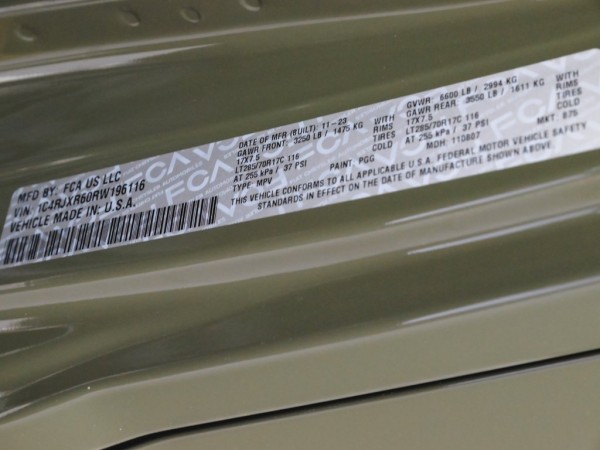 MFD BY: FCA US LLC
VIN: 1C4RJXR60RW196116
VEHICLE MADE IN U.S.A.
DATE OF MFR (BUILT): 11-23
GAWR FRONT: 3250 LB / 1475 KG WITH
17X7.5 RIMS
LT285/70R17C 116 TIRES
AT 255 kPa / 37 PSI COLD
TYPE: MPV PAINT: PGG
GVWR: 6600 LB / 2994 KG
GAWR REAR: 3550 LB / 1611 KG WITH
17X7.5 RIMS
LT285/70R17C 116 TIRES
AT 255 kPa / 37 PSI COLD
MDH: 110807 MKT: 875
THIS VEHICLE CONFORMS TO ALL APPLICABLE U.S.A. FEDERAL MOTOR VEHICLE SAFETY
STANDARDS IN EFFECT ON THE DATE OF MANUFACTURE SHOWN ABOVE
FCA